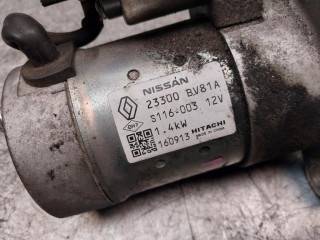 NISSAN
23300 BV81A
S116-003 12V
1.4kW
160913 HITACHI